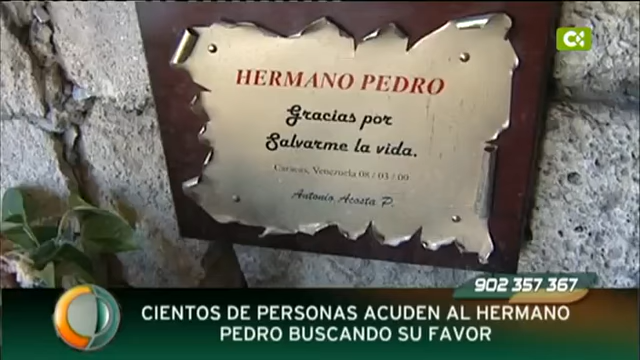 HERMANO PEDRO
Gracias por
Salvarme la vida.
Caracas, Venezuela 08 / 03 / 00
Antonio Acosta P.
902 357 367
CIENTOS DE PERSONAS ACUDEN AL HERMANO
PEDRO BUSCANDO SU FAVOR